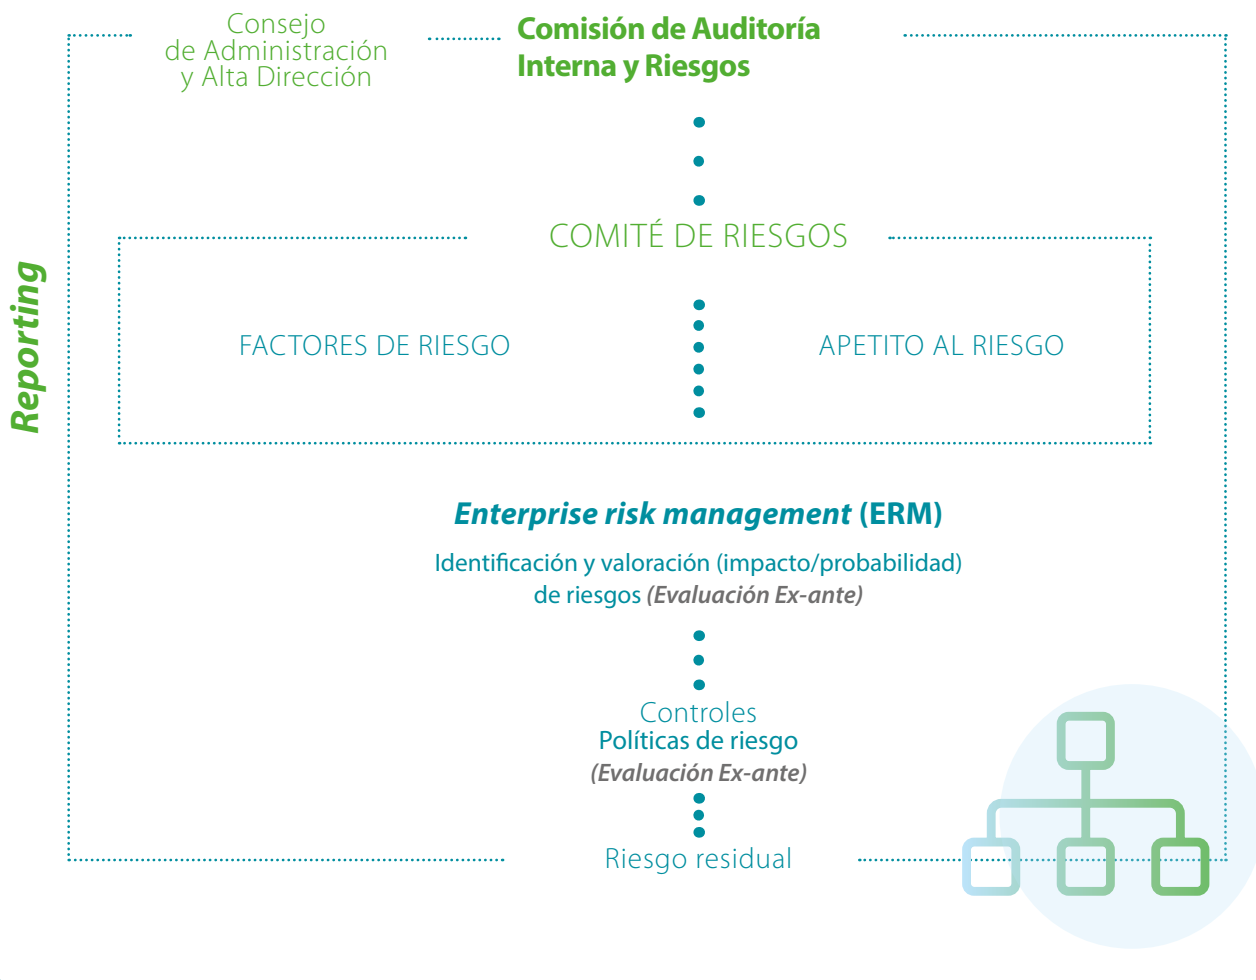 Consejo
de Administración
y Alta Dirección
Comisión de Auditoría
Interna y Riesgos
Reporting
COMITÉ DE RIESGOS
FACTORES DE RIESGO
APETITO AL RIESGO
Enterprise risk management (ERM)
Identificación y valoración (impacto/probabilidad)
de riesgos (Evaluación Ex-ante)
Controles
Políticas de riesgo
(Evaluación Ex-ante)
Riesgo residual